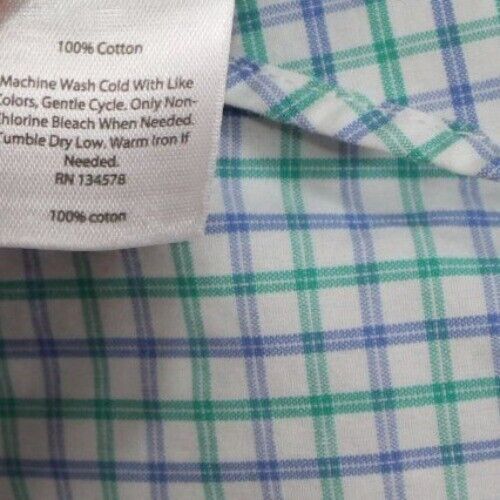 100% Cotton
Machine Wash Cold With Like
Colors, Gentle Cycle. Only Non-
Chlorine Bleach When Needed.
Tumble Dry Low. Warm Iron If
Needed.
RN 134578
100% cotton